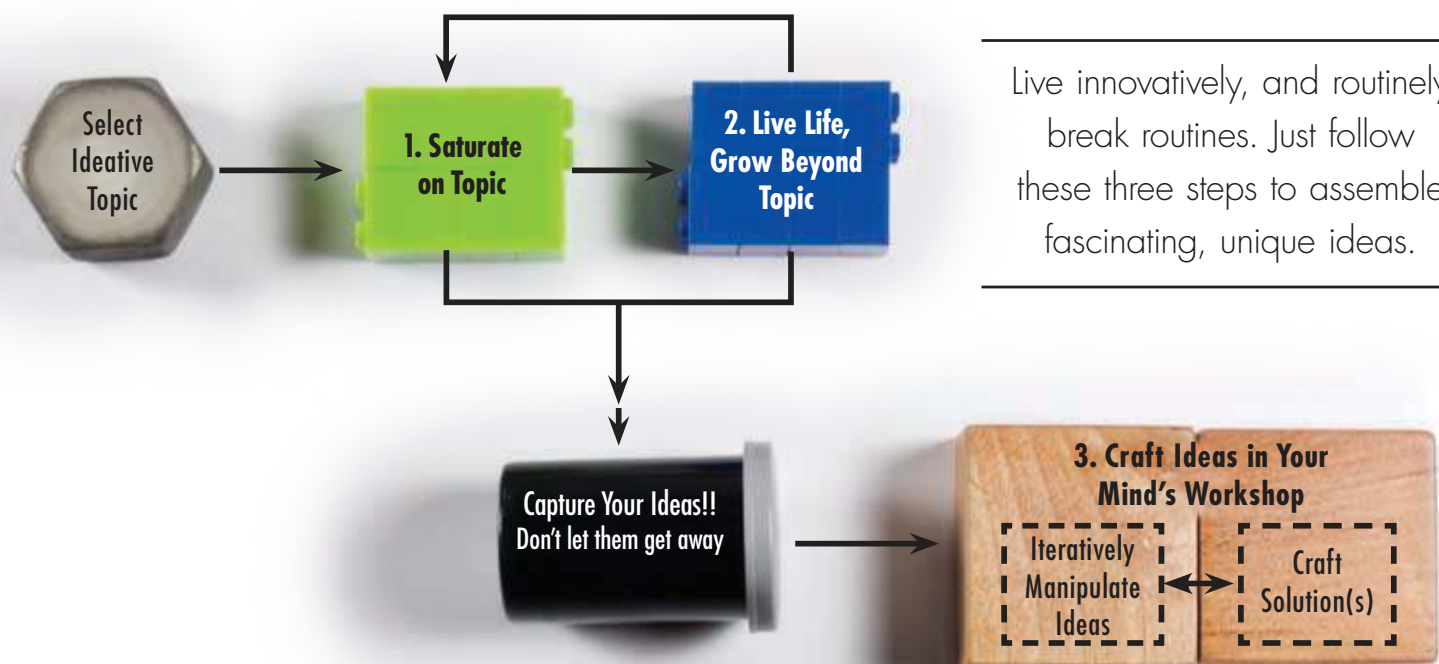 Select
Ideative
Topic
1. Saturate
on Topic
2. Live Life,
Grow Beyond
Topic
Live innovatively, and routinely
break routines. Just follow
these three steps to assemble
fascinating, unique ideas.
Capture Your Ideas!!
Don't let them get away
3. Craft Ideas in Your
Mind's Workshop
Iteratively
Manipulate
Ideas
Craft
Solution(s)